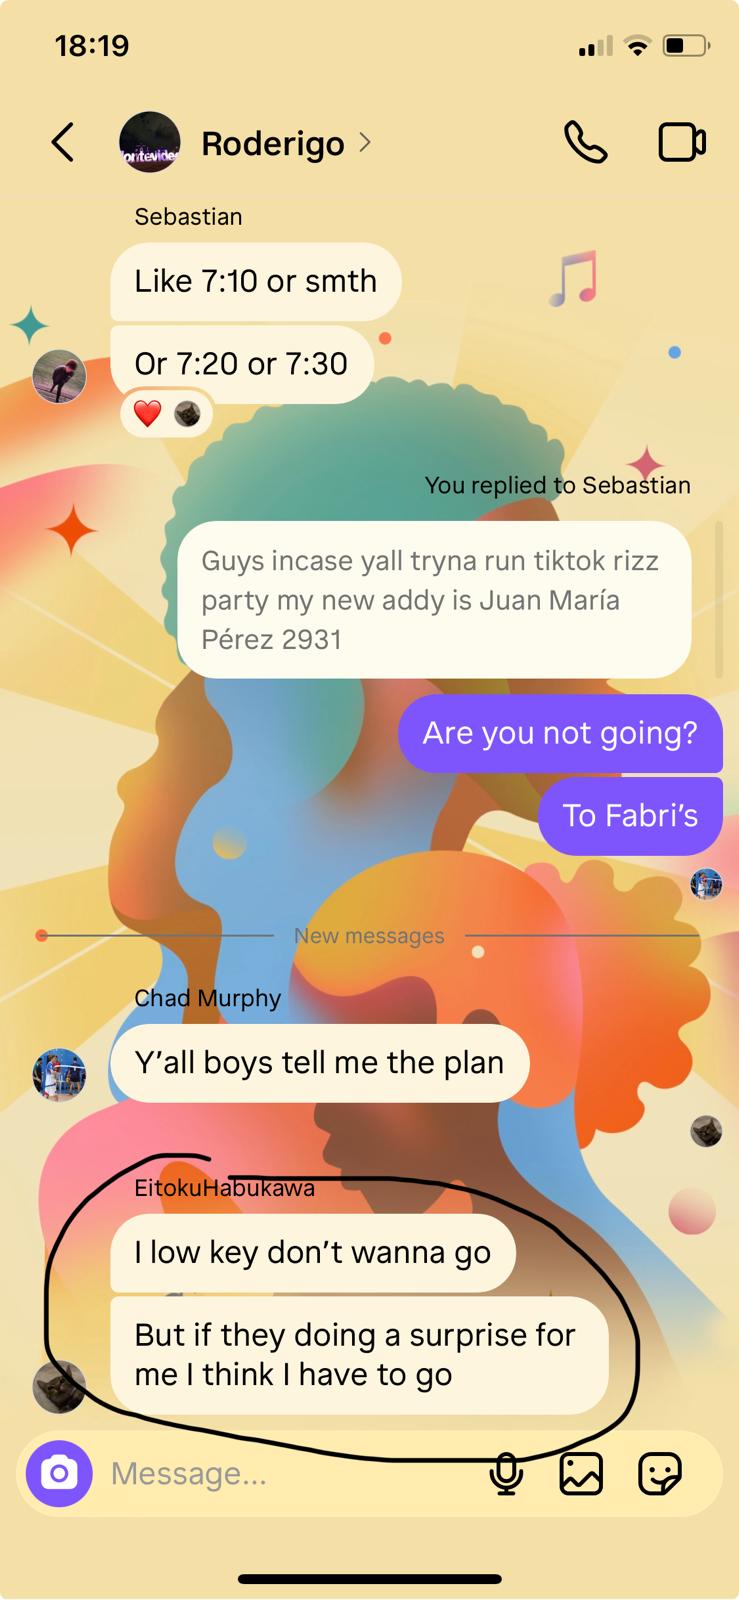 18:19
Roderigo
Sebastian
Like 7:10 or smth
Or 7:20 or 7:30
You replied to Sebastian
Guys incase yall tryna run tiktok rizz
party my new addy is Juan María
Pérez 2931
Are you not going?
To Fabri’s
New messages
Chad Murphy
Y’all boys tell me the plan
EitokuHabukawa
I low key don’t wanna go
But if they doing a surprise for
me I think I have to go
Message...